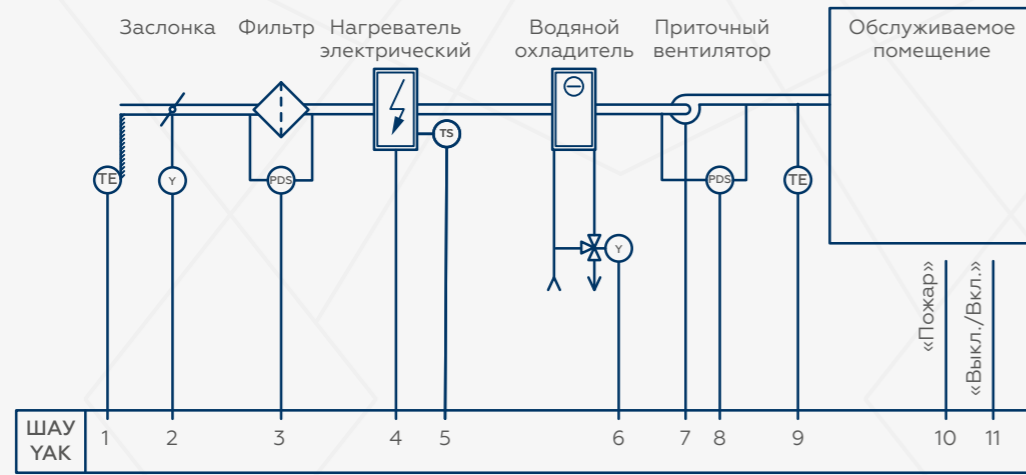 Заслонка
Фильтр
Нагреватель
электрический
Водяной
охладитель
Приточный
вентилятор
Обслуживаемое
помещение
TS
TE
Y
PDS
PDS
TE
Y
«Пожар»
«Выкл./Вкл.»
ШАУ
YAK
1
2
3
4
5
6
7
8
9
10
11